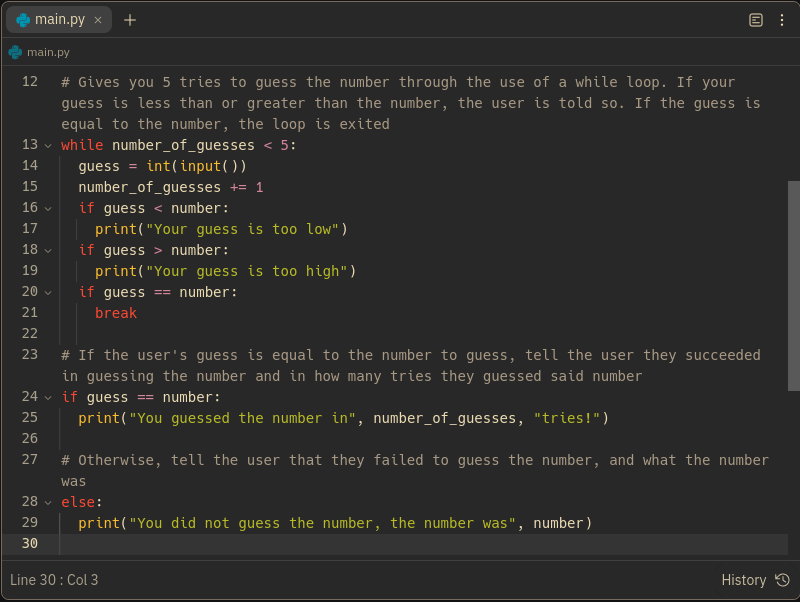 main.py
main.py
12 # Gives you 5 tries to guess the number through the use of a while loop. If your
guess is less than or greater than the number, the user is told so. If the guess is
equal to the number, the loop is exited
13 while number_of_guesses < 5:
14 guess = int(input())
15 number_of_guesses += 1
16 if guess < number:
17 print("Your guess is too low")
18 if guess > number:
19 print("Your guess is too high")
20 if guess == number:
21 break
22
23 # If the user's guess is equal to the number to guess, tell the user they succeeded
in guessing the number and in how many tries they guessed said number
24 if guess == number:
25 print("You guessed the number in", number_of_guesses, "tries!")
26
27 # Otherwise, tell the user that they failed to guess the number, and what the number
was
28 else:
29 print("You did not guess the number, the number was", number)
30
Line 30 : Col 3 History